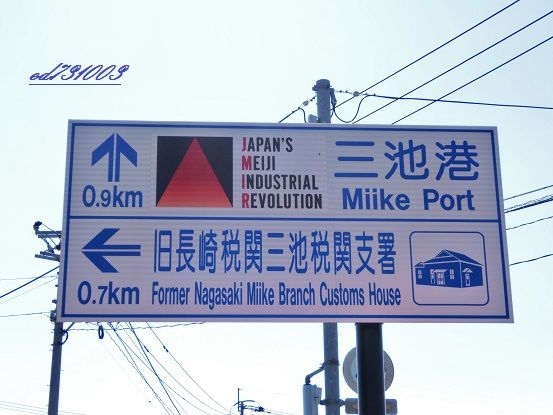 ed731003
0.9km
JAPAN'S
MEIJI
INDUSTRIAL
REVOLUTION
三池港
Miike Port
旧長崎税関三池税関支署
0.7km
Former Nagasaki Miike Branch Customs House